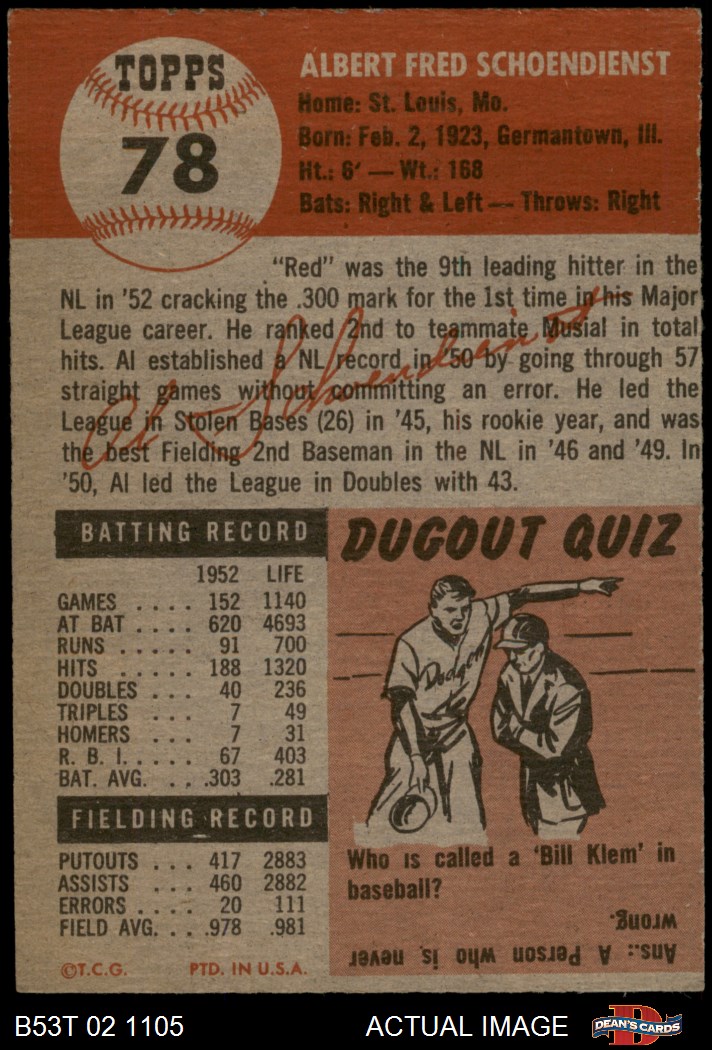 TOPPS
78
ALBERT FRED SCHOENDIENST
Home: St. Louis, Mo.
Born: Feb. 2, 1923, Germantown, Ill.
Ht.: 6' — Wt.: 168
Bats: Right & Left — Throws: Right
"Red" was the 9th leading hitter in the
NL in '52 cracking the .300 mark for the 1st time in his Major
League career. He ranked 2nd to teammate Musial in total
hits. Al established a NL record in '50 by going through 57
straight games without committing an error. He led the
League in Stolen Bases (26) in '45, his rookie year, and was
the best Fielding 2nd Baseman in the NL in '46 and '49. In
'50, Al led the League in Doubles with 43.
Al Schoendienst
BATTING RECORD
1952 LIFE
GAMES .... 152 1140
AT BAT .... 620 4693
RUNS .... 91 700
HITS .... 188 1320
DOUBLES ... 40 236
TRIPLES ... 7 49
HOMERS ... 7 31
R. B. I. .... 67 403
BAT. AVG. ... .303 .281
FIELDING RECORD
PUTOUTS ... 417 2883
ASSISTS ... 460 2882
ERRORS .... 20 111
FIELD AVG. ... .978 .981
©T.C.G. PTD. IN U.S.A.
DUGOUT QUIZ
Dodgers
Who is called a 'Bill Klem' in
baseball?
Ans.: A Person who is never
wrong.
B53T 02 1105
ACTUAL IMAGE
D
DEAN'S CARDS